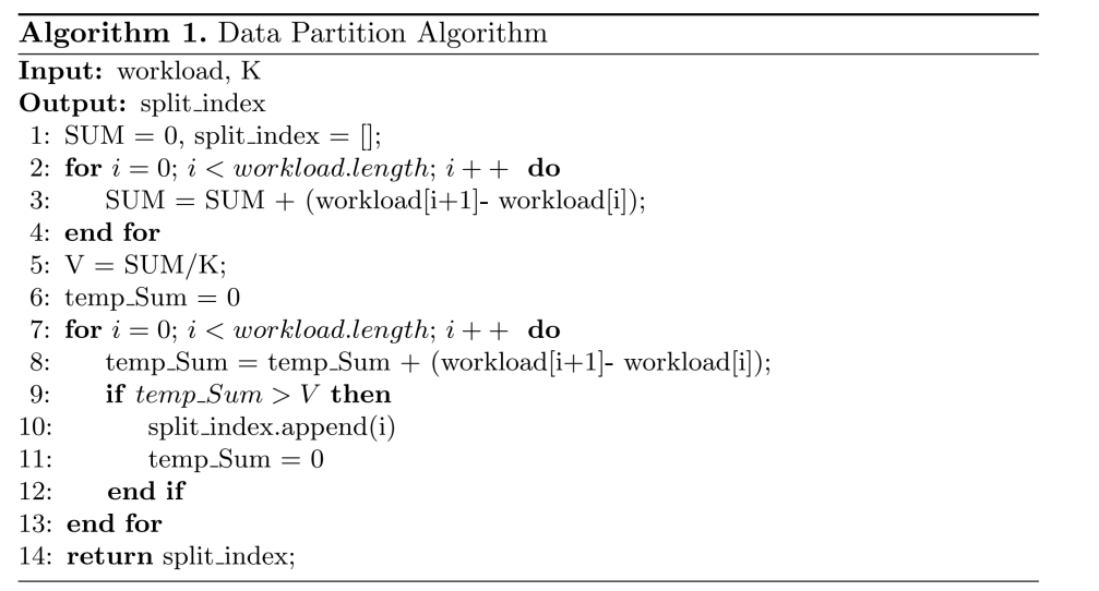 Algorithm 1. Data Partition Algorithm
Input: workload, K
Output: split_index
1: SUM = 0, split_index = [];
2: for i = 0; i < workload.length; i + + do
3: SUM = SUM + (workload[i+1]- workload[i]);
4: end for
5: V = SUM/K;
6: temp_Sum = 0
7: for i = 0; i < workload.length; i + + do
8: temp_Sum = temp_Sum + (workload[i+1]- workload[i]);
9: if temp_Sum > V then
10: split_index.append(i)
11: temp_Sum = 0
12: end if
13: end for
14: return split_index;